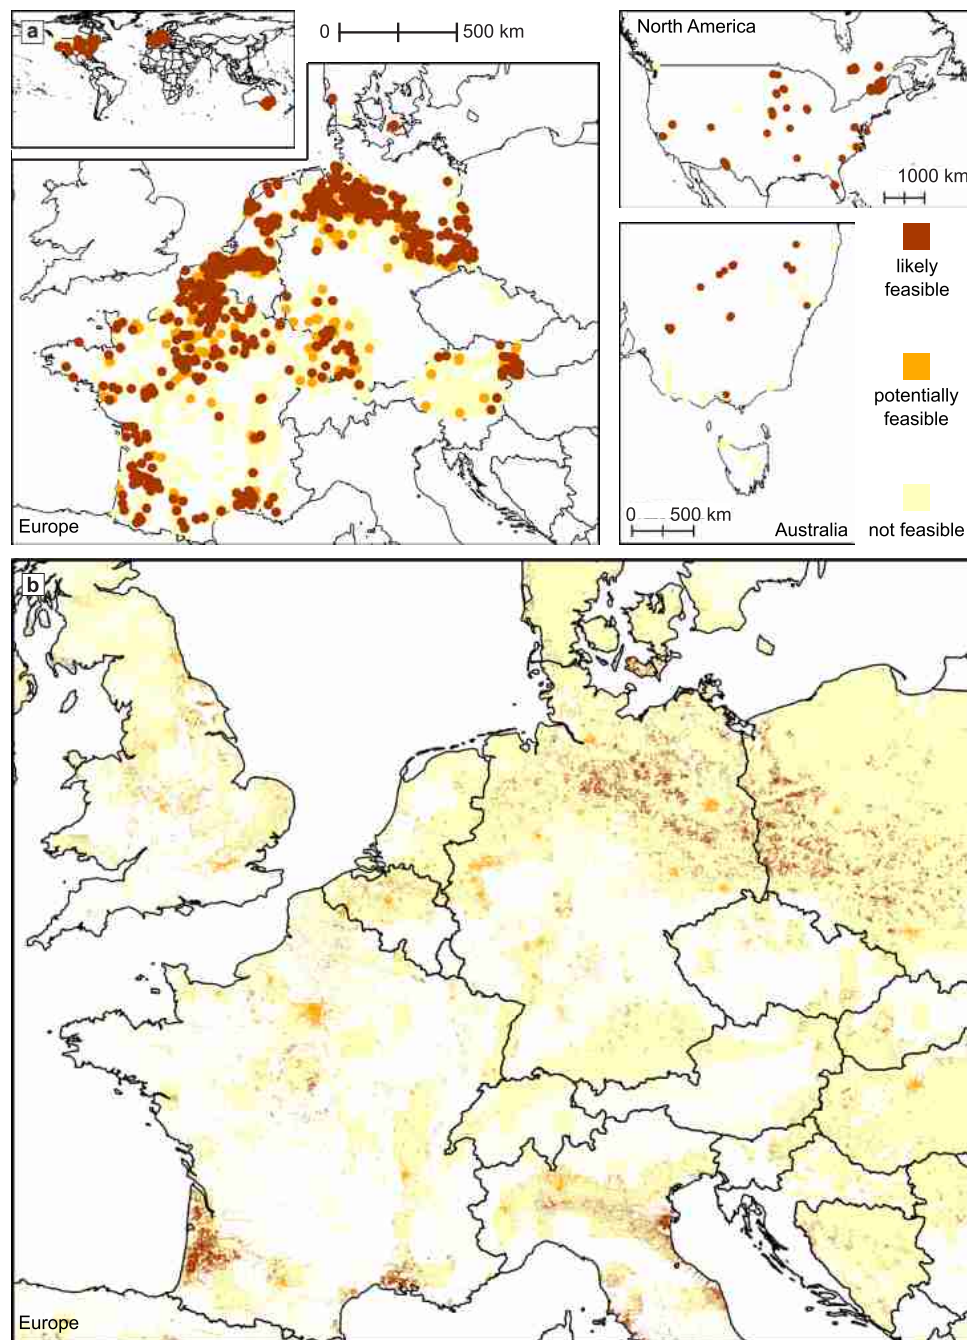 a
0 500 km
North America
1000 km
likely
feasible
potentially
feasible
not feasible
0 500 km
Australia
Europe
b
Europe